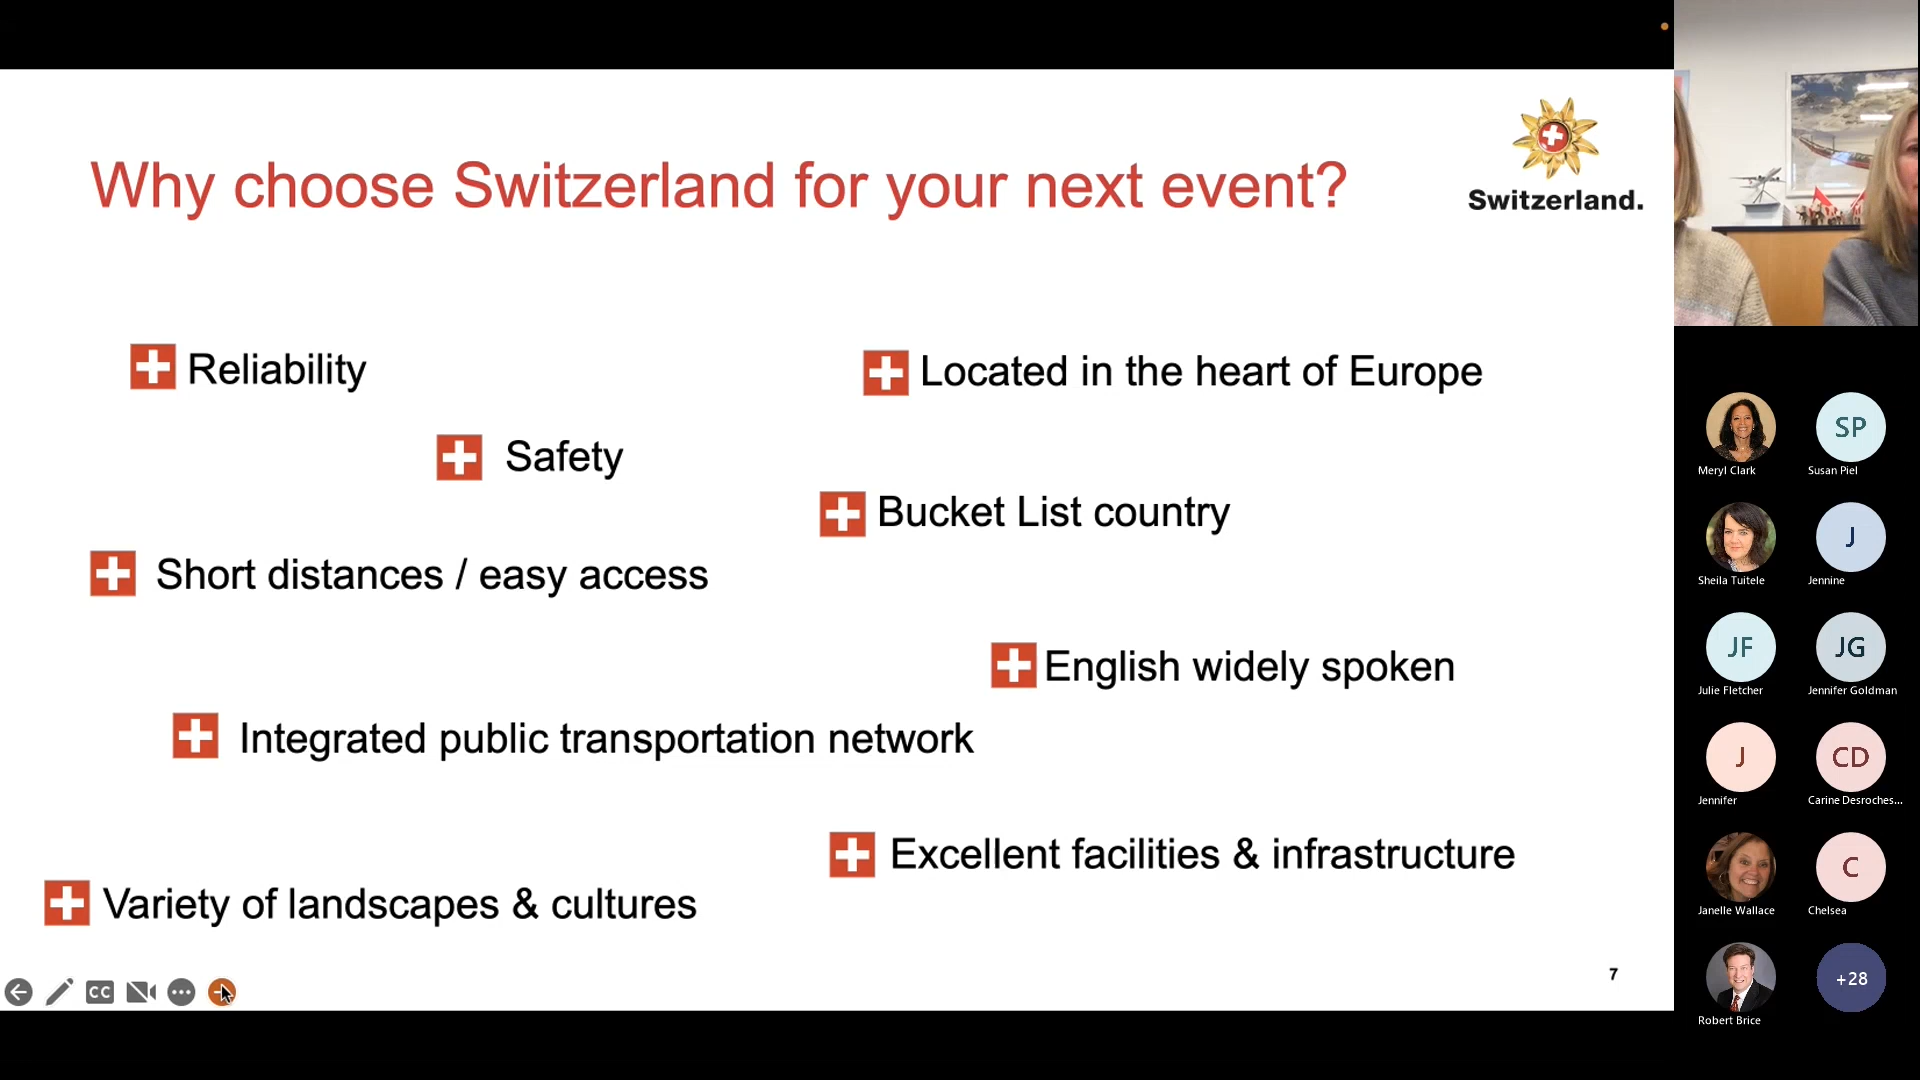 Why choose Switzerland for your next event?
Switzerland.
Reliability
Located in the heart of Europe
Safety
Bucket List country
Short distances / easy access
English widely spoken
Integrated public transportation network
Excellent facilities & infrastructure
Variety of landscapes & cultures
7
CC
Meryl Clark
SP
Susan Piel
Sheila Tuitele
J
Jennine
JF
Julie Fletcher
JG
Jennifer Goldman
J
Jennifer
CD
Carine Desroches...
Janelle Wallace
C
Chelsea
Robert Brice
+28